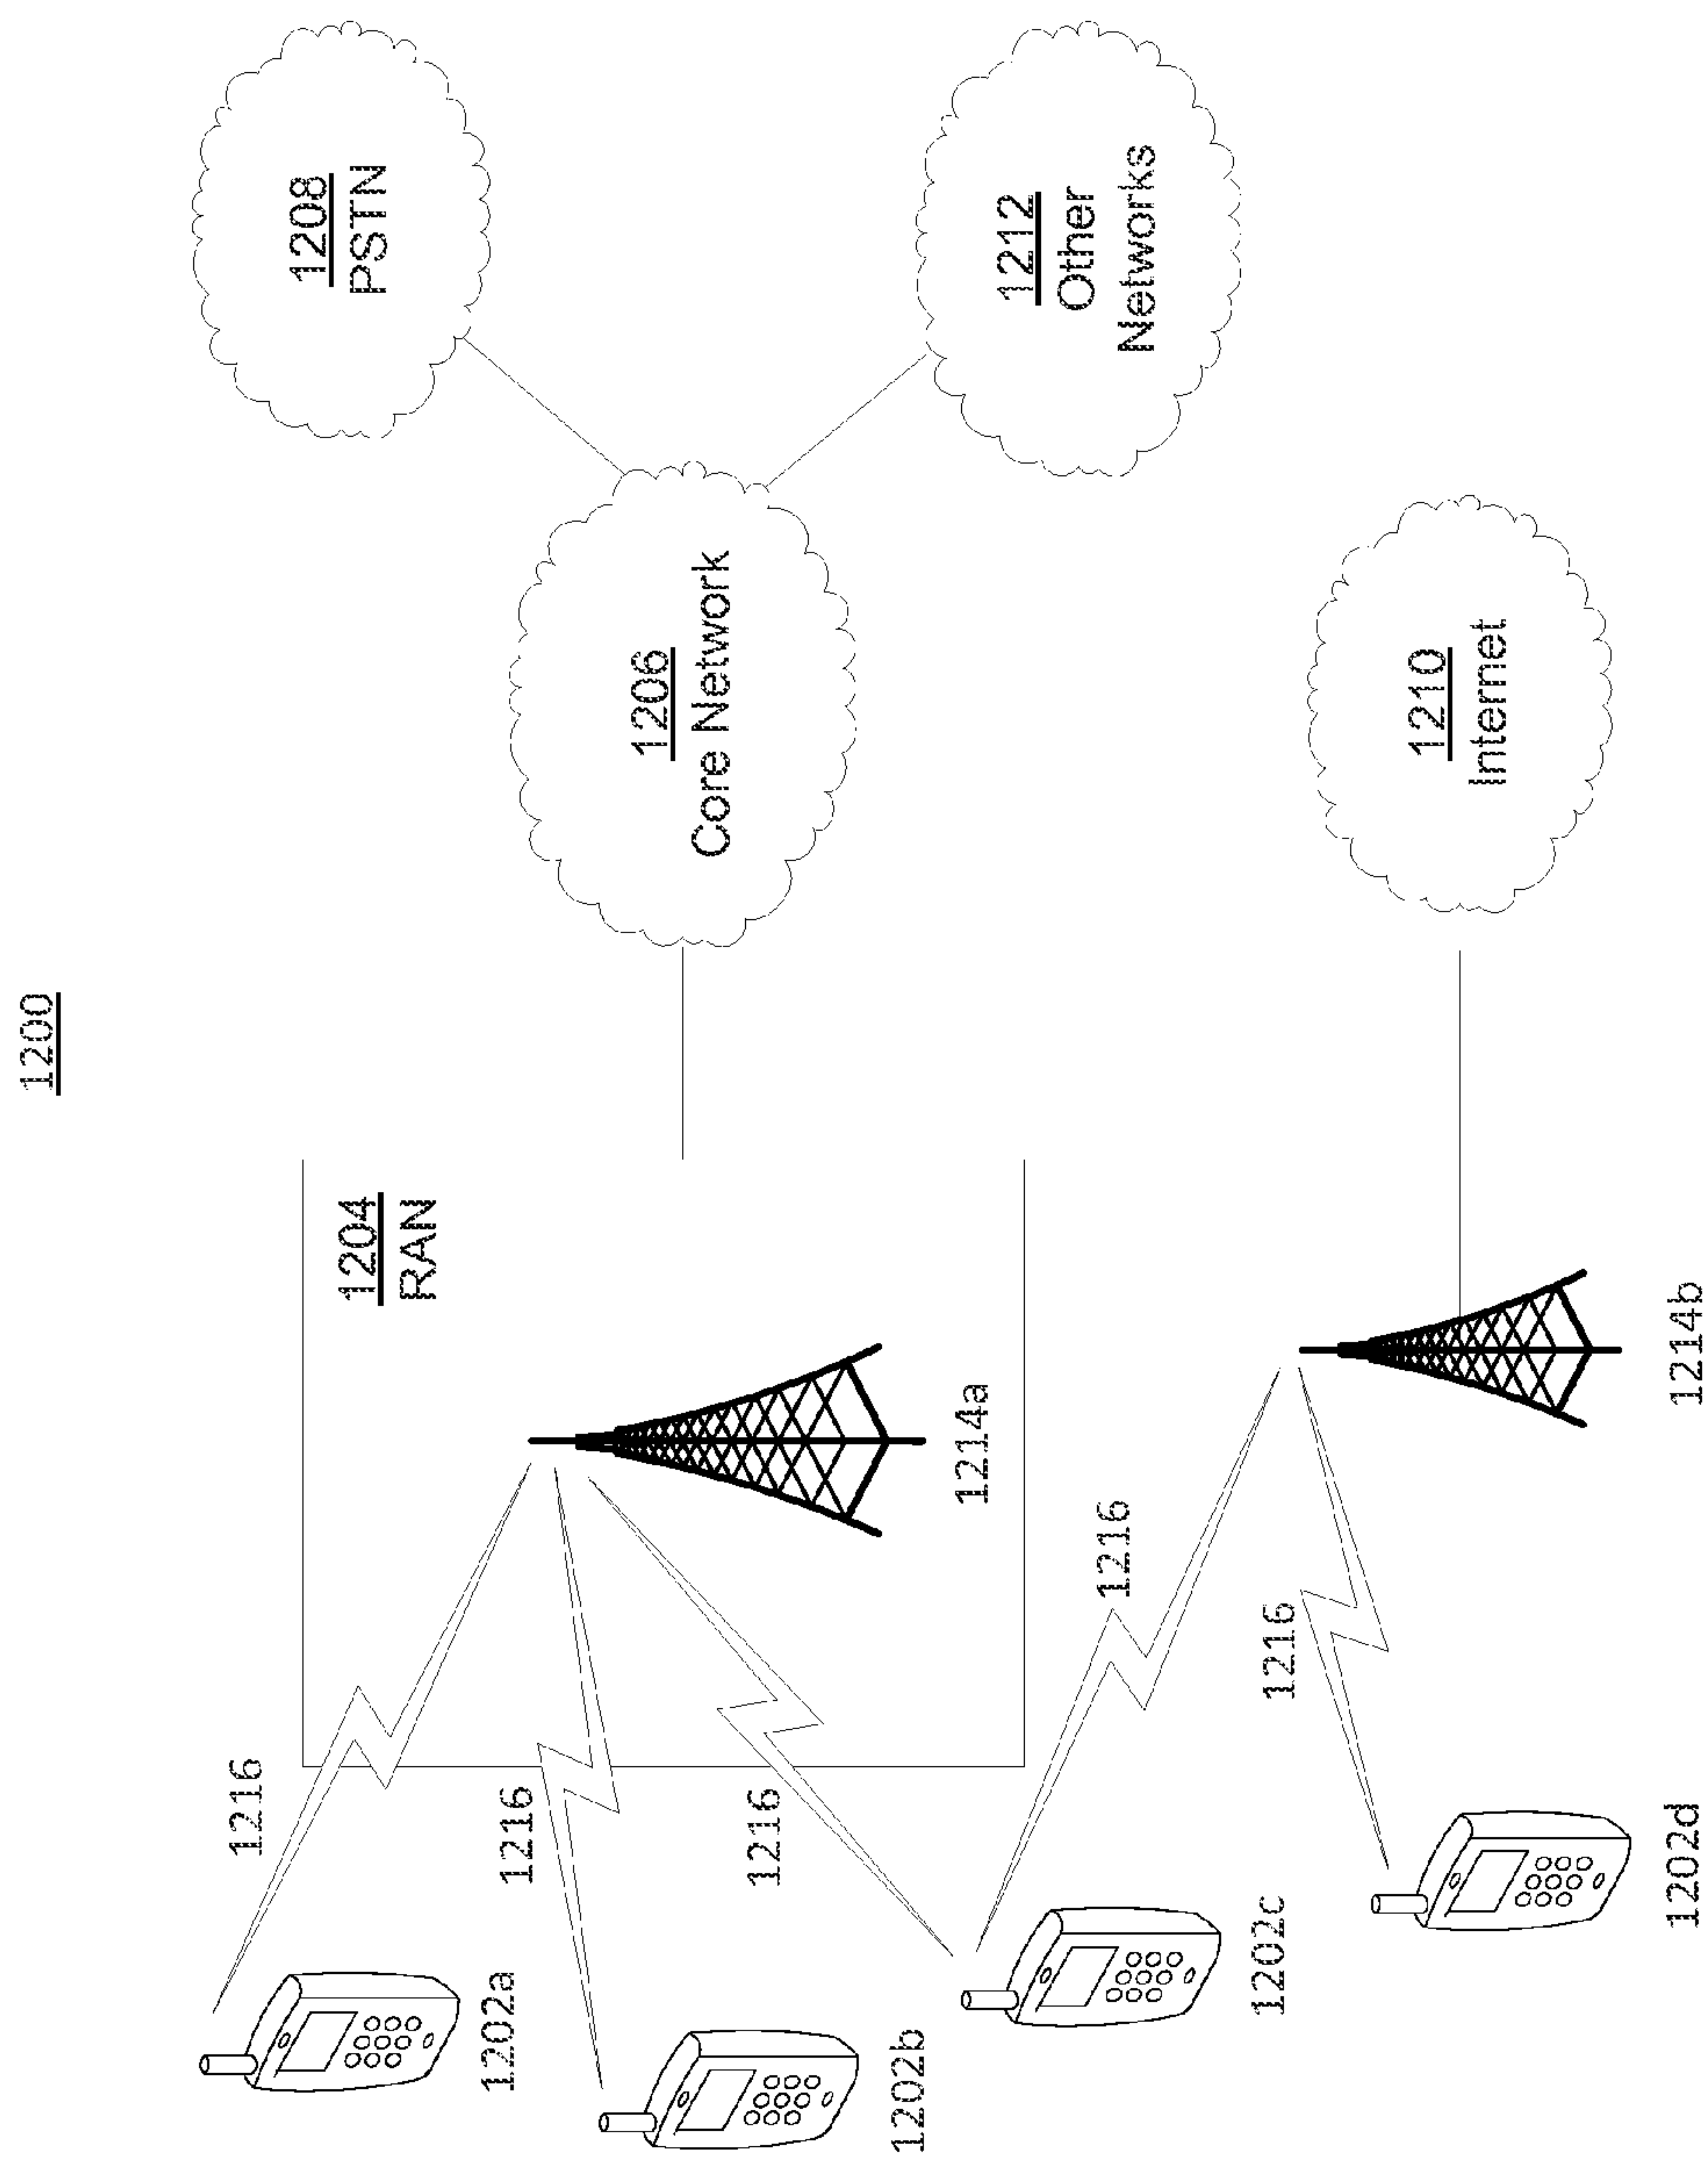 1200
1216
1202a
1216
1202b
1216
1202c
1216
1216
1202d
1204
RAN
1214a
1214b
1206
Core Network
1208
PSTN
1212
Other
Networks
1210
Internet